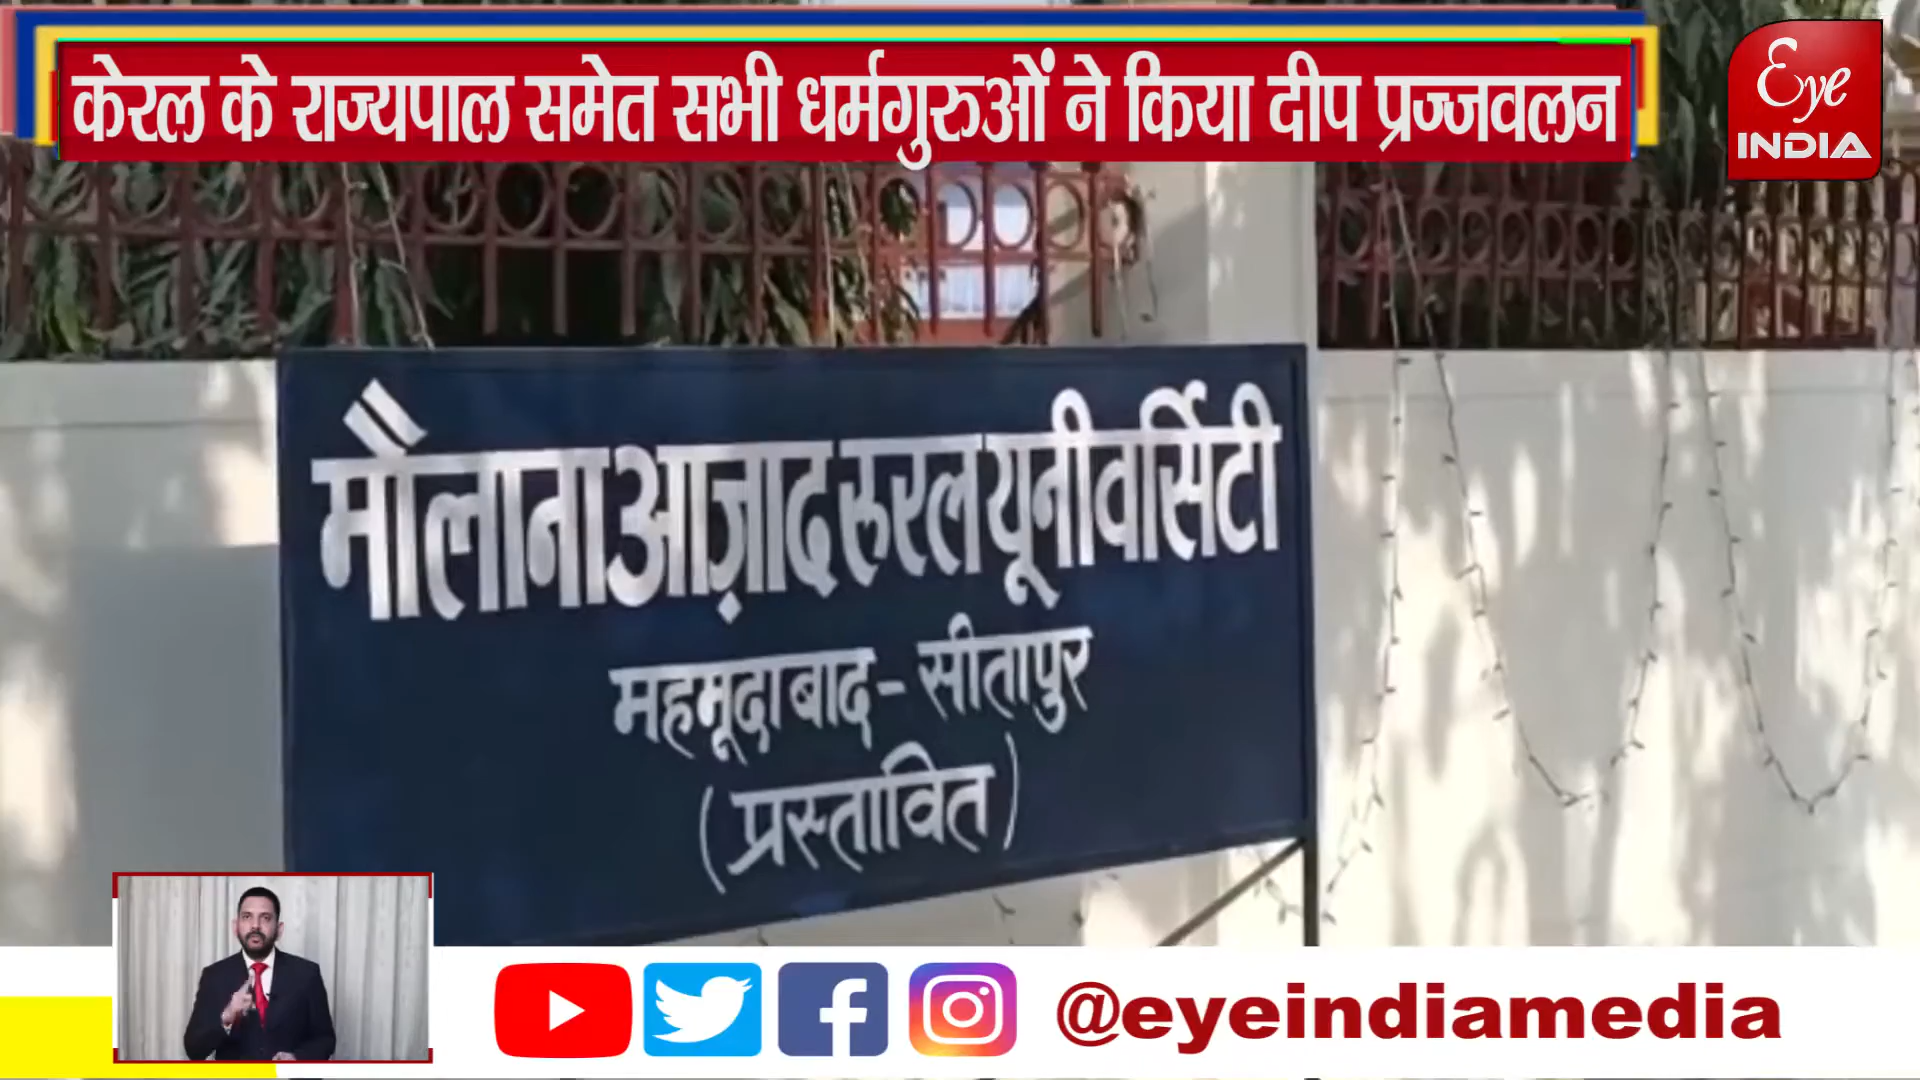 केरल के राज्यपाल समेत सभी धर्मगुरुओं ने किया दीप प्रज्जवलन
Eye
INDIA
मौलाना आज़ाद रुरल यूनीवर्सिटी
महमूदाबाद - सीतापुर
(प्रस्तावित)
@eyeindiamedia